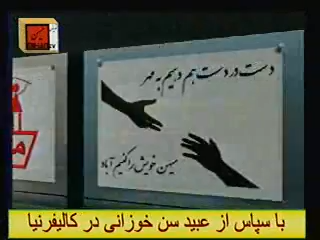 دست در دست هم دهیم به مهر
میهن خویش را کنیم آباد
با سپاس از عبید سن خوزانی در کالیفرنیا